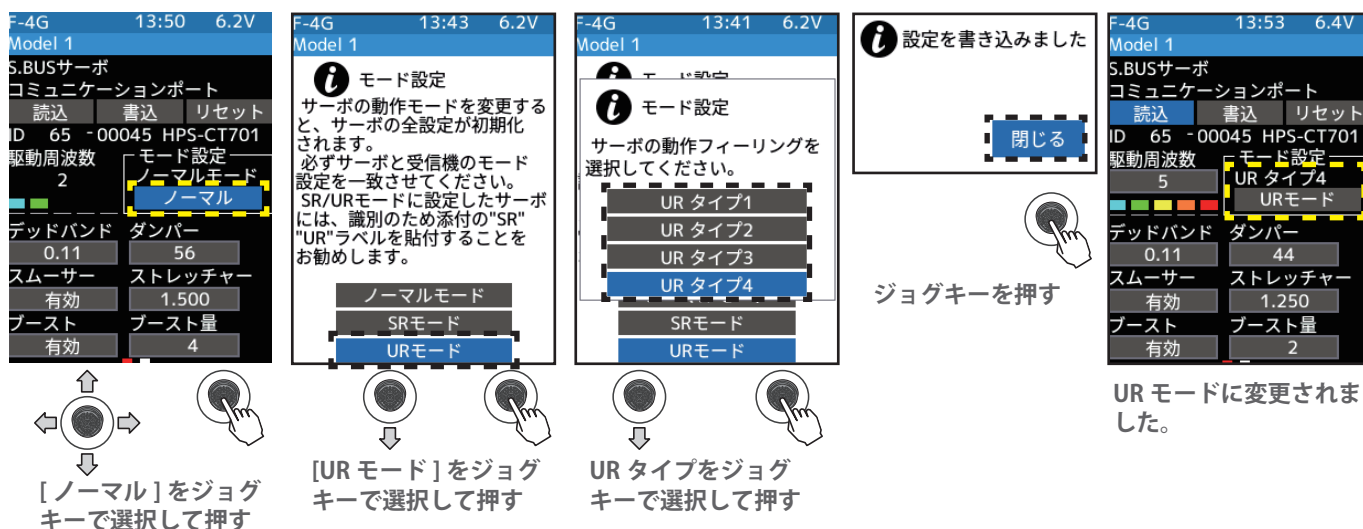 F-4G 13:50 6.2V
Model 1
S.BUSサーボ
コミュニケーションポート
読込 書込 リセット
ID 65 -00045 HPS-CT701
駆動周波数 モード設定
ノーマルモード
2 ノーマル
デッドバンド ダンパー
0.11 56
スムーサー ストレッチャー
有効 1.500
ブースト ブースト量
有効 4
[ ノーマル ] をジョグ
キーで選択して押す
F-4G 13:43 6.2V
Model 1
モード設定
サーボの動作モードを変更する
と、サーボの全設定が初期化
されます。
必ずサーボと受信機のモード
設定を一致させてください。
SR/URモードに設定したサーボ
には、識別のため添付の"SR"
"UR"ラベルを貼付することを
お勧めします。
ノーマルモード
SRモード
URモード
[UR モード ] をジョグ
キーで選択して押す
F-4G 13:41 6.2V
Model 1
モード設定
モード設定
サーボの動作フィーリングを
選択してください。
UR タイプ1
UR タイプ2
UR タイプ3
UR タイプ4
SRモード
URモード
UR タイプをジョグ
キーで選択して押す
設定を書き込みました
閉じる
ジョグキーを押す
F-4G 13:53 6.4V
Model 1
S.BUSサーボ
コミュニケーションポート
読込 書込 リセット
ID 65 -00045 HPS-CT701
駆動周波数 モード設定
UR タイプ4
5 URモード
デッドバンド ダンパー
0.11 44
スムーサー ストレッチャー
有効 1.250
ブースト ブースト量
有効 2
UR モードに変更されま
した。